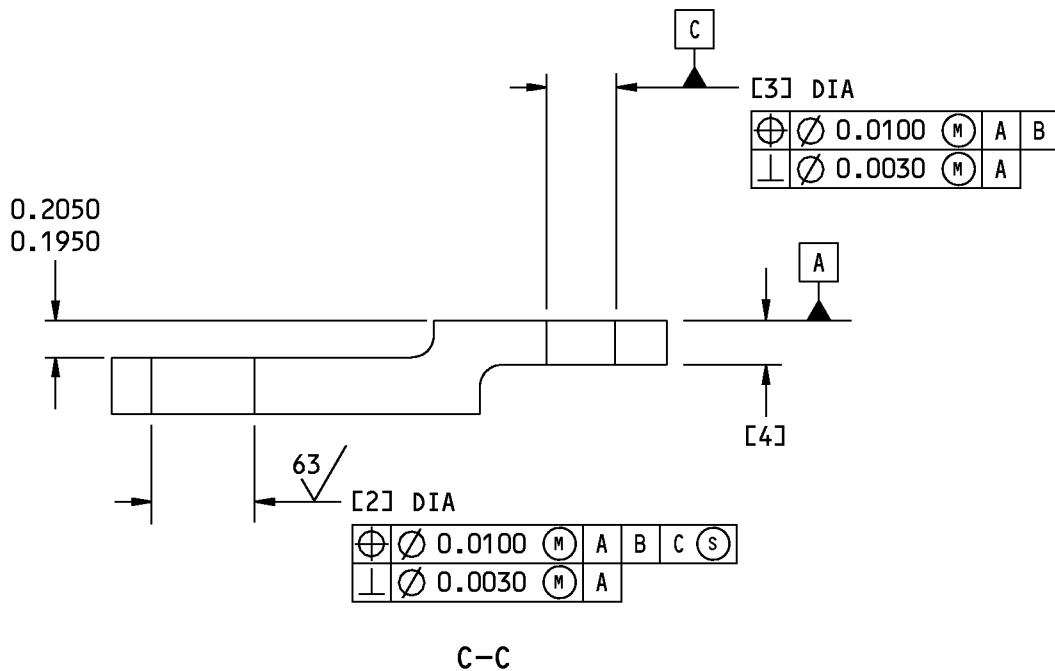 C
[3] DIA
⌖ ⌀ 0.0100 Ⓜ A B
⊥ ⌀ 0.0030 Ⓜ A
0.2050
0.1950
A
[4]
63
[2] DIA
⌖ ⌀ 0.0100 Ⓜ A B C Ⓢ
⊥ ⌀ 0.0030 Ⓜ A
C-C